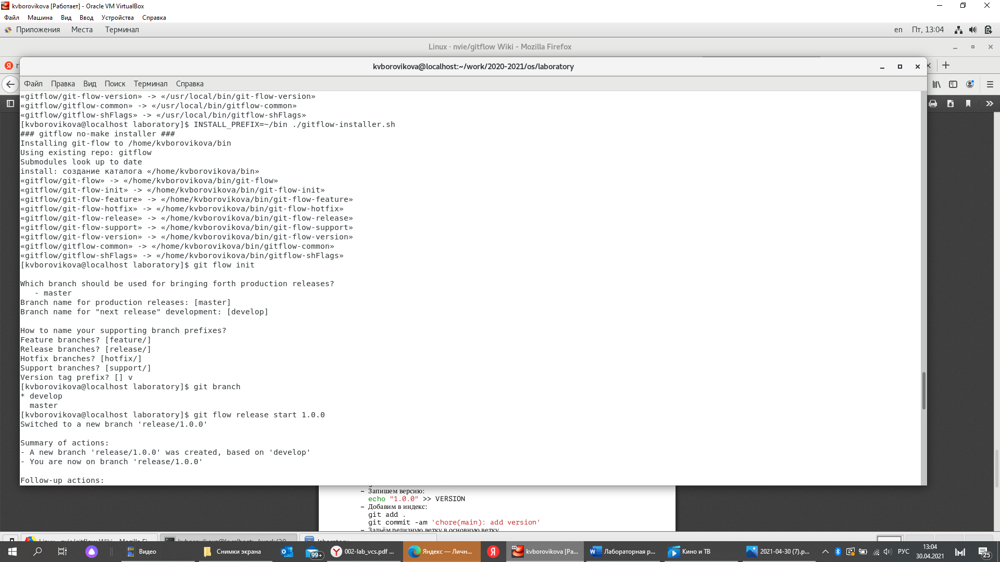 kvborovikova [Работает] - Oracle VM VirtualBox
Файл Машина Вид Ввод Устройства Справка
Приложения Места Терминал en Пт, 13:04
Linux · nvie/gitflow Wiki - Mozilla Firefox
kvborovikova@localhost:~/work/2020-2021/os/laboratory
Файл Правка Вид Поиск Терминал Справка
«gitflow/git-flow-version» -> «/usr/local/bin/git-flow-version»
«gitflow/gitflow-common» -> «/usr/local/bin/gitflow-common»
«gitflow/gitflow-shFlags» -> «/usr/local/bin/gitflow-shFlags»
[kvborovikova@localhost laboratory]$ INSTALL_PREFIX=~/bin ./gitflow-installer.sh
### gitflow no-make installer ###
Installing git-flow to /home/kvborovikova/bin
Using existing repo: gitflow
Submodules look up to date
install: создание каталога «/home/kvborovikova/bin»
«gitflow/git-flow» -> «/home/kvborovikova/bin/git-flow»
«gitflow/git-flow-init» -> «/home/kvborovikova/bin/git-flow-init»
«gitflow/git-flow-feature» -> «/home/kvborovikova/bin/git-flow-feature»
«gitflow/git-flow-hotfix» -> «/home/kvborovikova/bin/git-flow-hotfix»
«gitflow/git-flow-release» -> «/home/kvborovikova/bin/git-flow-release»
«gitflow/git-flow-support» -> «/home/kvborovikova/bin/git-flow-support»
«gitflow/git-flow-version» -> «/home/kvborovikova/bin/git-flow-version»
«gitflow/gitflow-common» -> «/home/kvborovikova/bin/gitflow-common»
«gitflow/gitflow-shFlags» -> «/home/kvborovikova/bin/gitflow-shFlags»
[kvborovikova@localhost laboratory]$ git flow init
Which branch should be used for bringing forth production releases?
- master
Branch name for production releases: [master]
Branch name for "next release" development: [develop]
How to name your supporting branch prefixes?
Feature branches? [feature/]
Release branches? [release/]
Hotfix branches? [hotfix/]
Support branches? [support/]
Version tag prefix? [] v
[kvborovikova@localhost laboratory]$ git branch
* develop
master
[kvborovikova@localhost laboratory]$ git flow release start 1.0.0
Switched to a new branch 'release/1.0.0'
Summary of actions:
- A new branch 'release/1.0.0' was created, based on 'develop'
- You are now on branch 'release/1.0.0'
Follow-up actions:
– Запишем версию:
echo "1.0.0" >> VERSION
– Добавим в индекс:
git add .
git commit -am 'chore(main): add version'
– Зальём релизную ветку в основную ветку
Linux · nvie/gitflow Wiki - Mozilla Fi... kvborovikova@localhost:~/work/20... laboratory
Видео Снимки экрана 99+ 002-lab_vcs.pdf ... Яндекс — Личн... kvborovikova [Ра... Лабораторная р... Кино и ТВ 2021-04-30 (7).p... РУС 13:04
30.04.2021 25